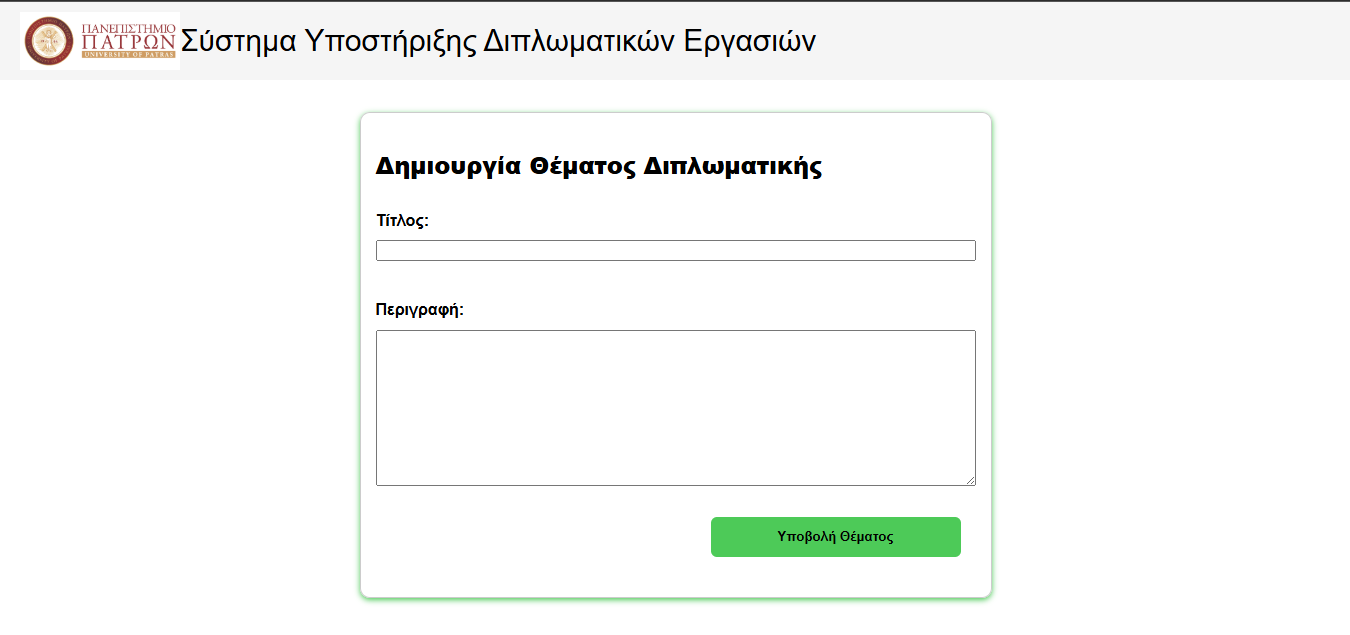 ΠΑΝΕΠΙΣΤΗΜΙΟ
ΠΑΤΡΩΝ
UNIVERSITY OF PATRAS
Σύστημα Υποστήριξης Διπλωματικών Εργασιών
Δημιουργία Θέματος Διπλωματικής
Τίτλος:
Περιγραφή:
Υποβολή Θέματος